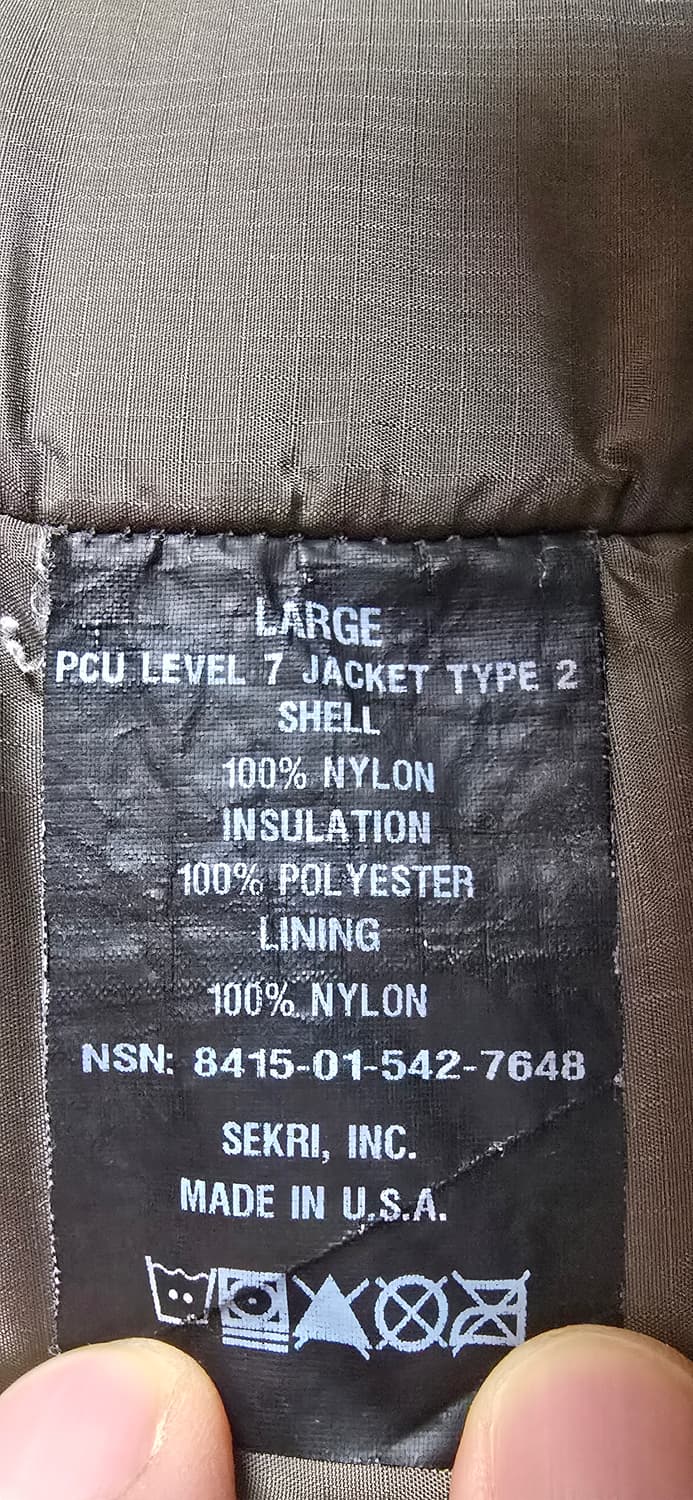 LARGE
PCU LEVEL 7 JACKET TYPE 2
SHELL
100% NYLON
INSULATION
100% POLYESTER
LINING
100% NYLON
NSN: 8415-01-542-7648
SEKRI, INC.
MADE IN U.S.A.